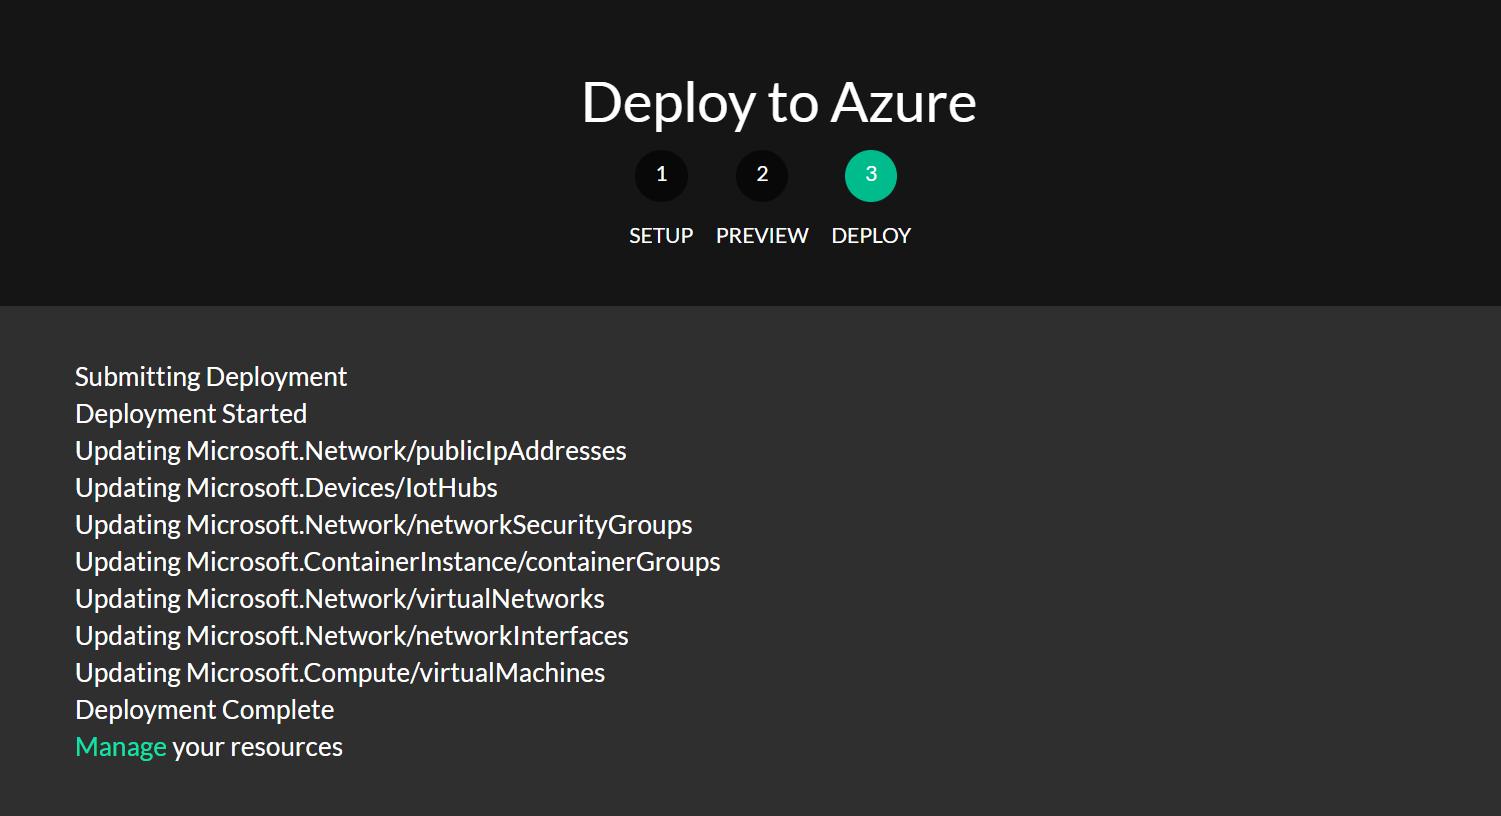 Deploy to Azure
1 2 3
SETUP PREVIEW DEPLOY
Submitting Deployment
Deployment Started
Updating Microsoft.Network/publicIpAddresses
Updating Microsoft.Devices/IotHubs
Updating Microsoft.Network/networkSecurityGroups
Updating Microsoft.ContainerInstance/containerGroups
Updating Microsoft.Network/virtualNetworks
Updating Microsoft.Network/networkInterfaces
Updating Microsoft.Compute/virtualMachines
Deployment Complete
Manage your resources